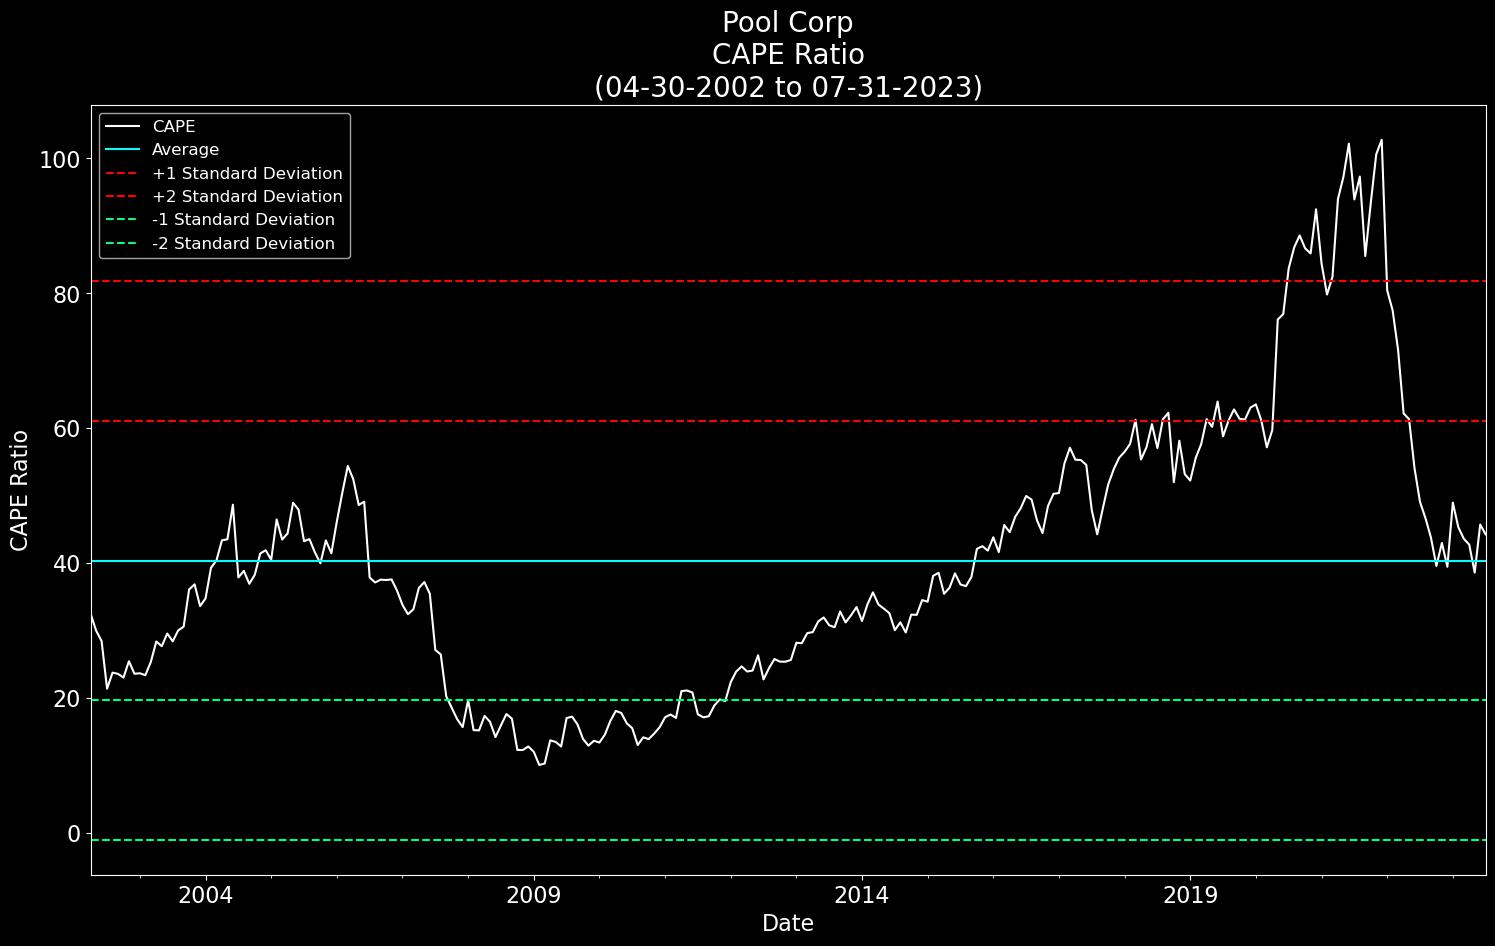 Pool Corp
CAPE Ratio
(04-30-2002 to 07-31-2023)
CAPE
Average
+1 Standard Deviation
+2 Standard Deviation
-1 Standard Deviation
-2 Standard Deviation
CAPE Ratio
100
80
60
40
20
0
2004
2009
2014
2019
Date